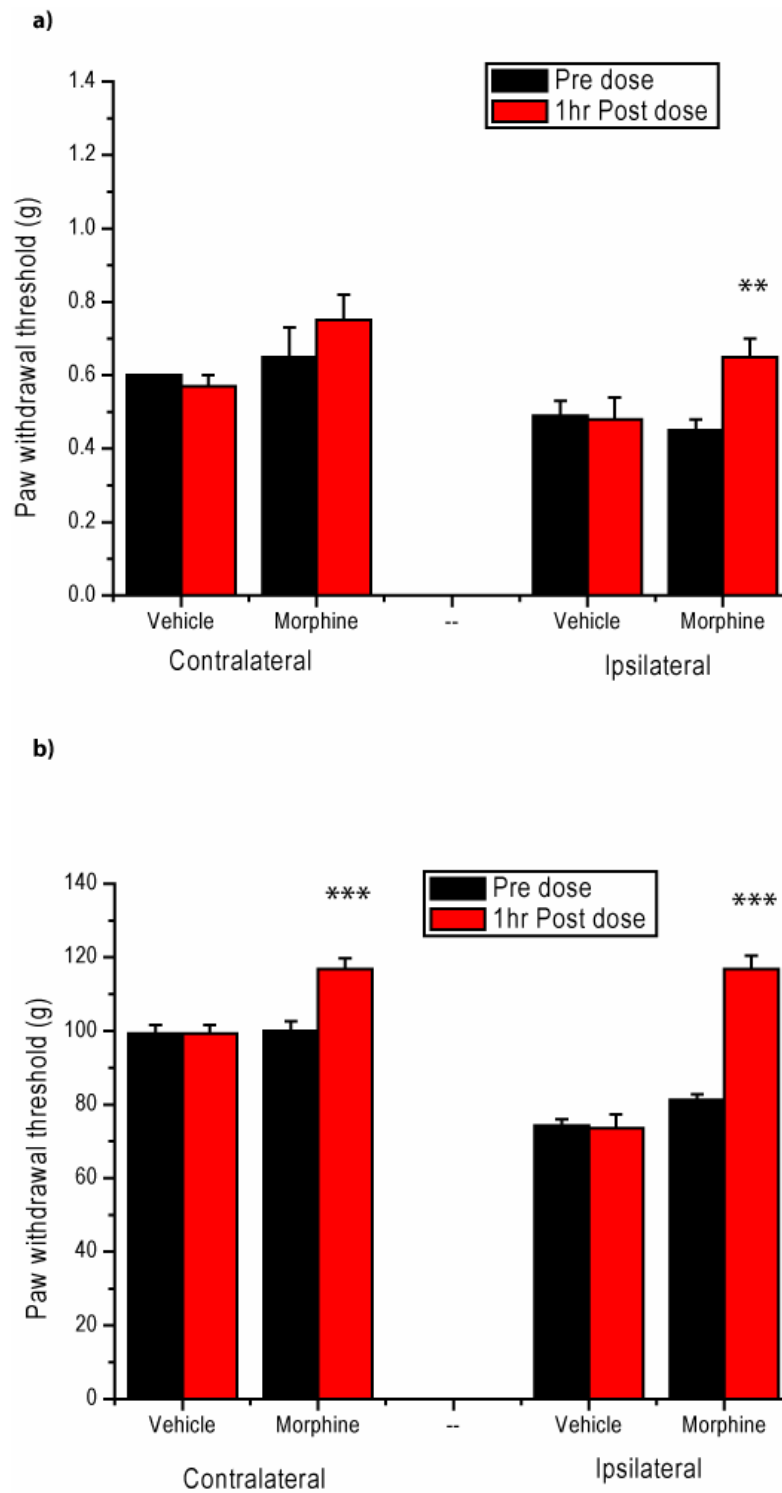 a)
Pre dose
1hr Post dose
1.4
1.2
1.0
0.8
0.6
0.4
0.2
0.0
Paw withdrawal threshold (g)
**
Vehicle Morphine -- Vehicle Morphine
Contralateral Ipsilateral
b)
Pre dose
1hr Post dose
140
120
100
80
60
40
20
0
Paw withdrawal threshold (g)
*** ***
Vehicle Morphine -- Vehicle Morphine
Contralateral Ipsilateral